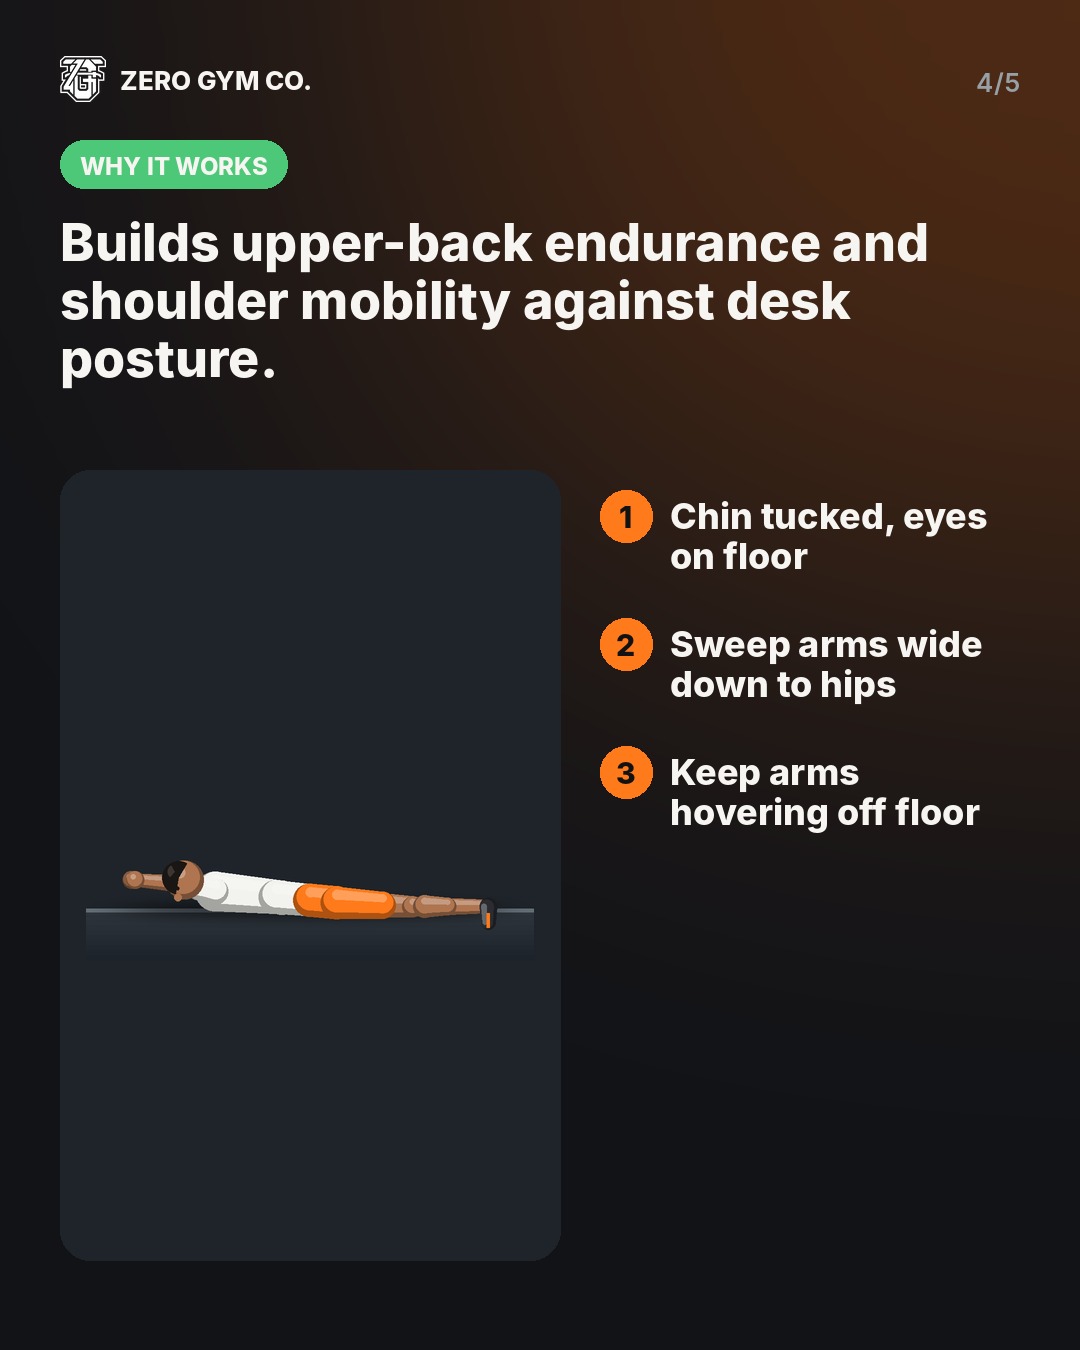 ZERO GYM CO.
4/5
WHY IT WORKS
Builds upper-back endurance and
shoulder mobility against desk
posture.
1 Chin tucked, eyes
on floor
2 Sweep arms wide
down to hips
3 Keep arms
hovering off floor